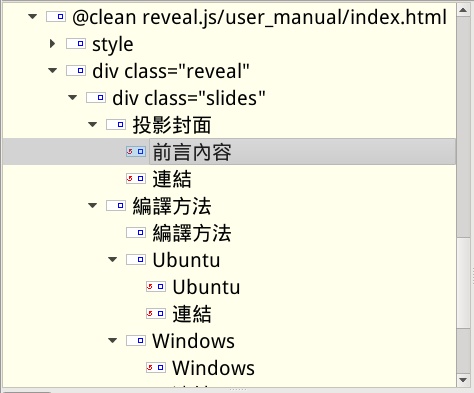 @clean reveal.js/user_manual/index.html
style
div class="reveal"
div class="slides"
投影封面
前言內容
連結
編譯方法
編譯方法
Ubuntu
Ubuntu
連結
Windows
Windows